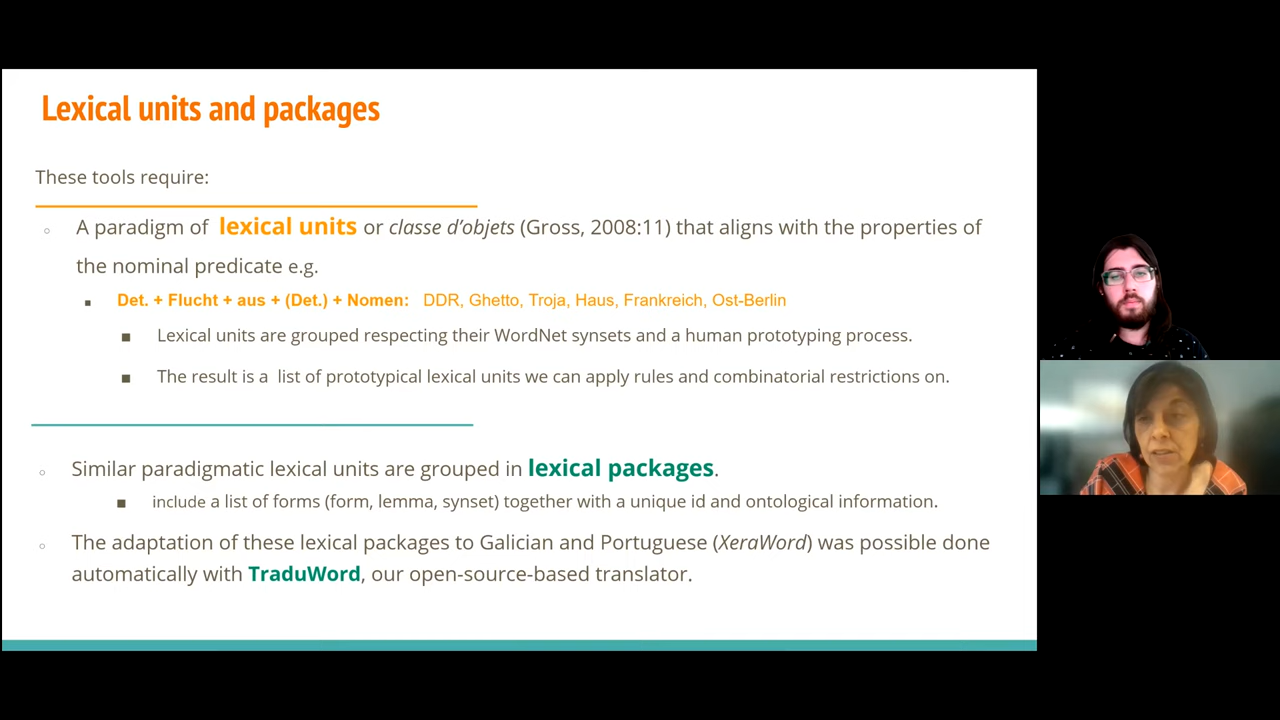 Lexical units and packages
These tools require:
○ A paradigm of lexical units or classe d'objets (Gross, 2008:11) that aligns with the properties of
the nominal predicate e.g.
■ Det. + Flucht + aus + (Det.) + Nomen: DDR, Ghetto, Troja, Haus, Frankreich, Ost-Berlin
■ Lexical units are grouped respecting their WordNet synsets and a human prototyping process.
■ The result is a list of prototypical lexical units we can apply rules and combinatorial restrictions on.
○ Similar paradigmatic lexical units are grouped in lexical packages.
■ include a list of forms (form, lemma, synset) together with a unique id and ontological information.
○ The adaptation of these lexical packages to Galician and Portuguese (XeraWord) was possible done
automatically with TraduWord, our open-source-based translator.